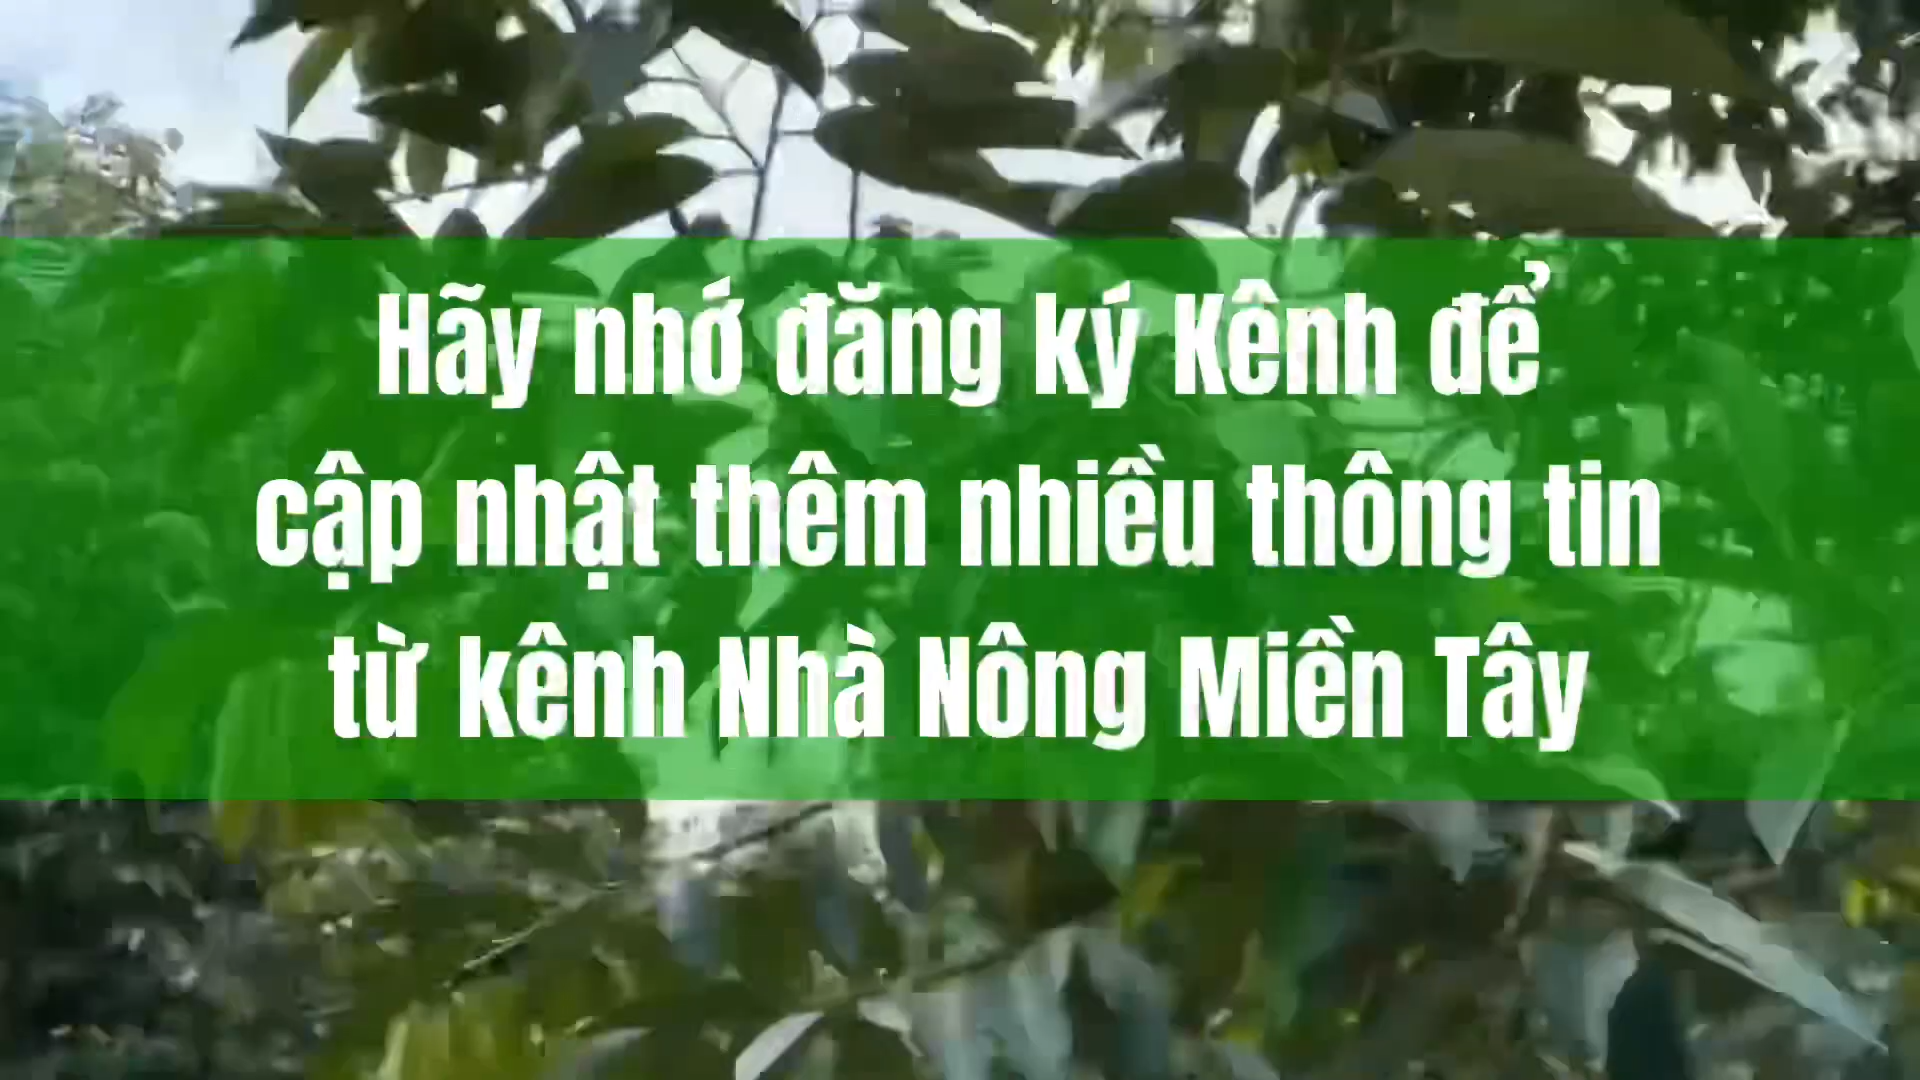 Hãy nhớ đăng ký Kênh để
cập nhật thêm nhiều thông tin
từ kênh Nhà Nông Miền Tây